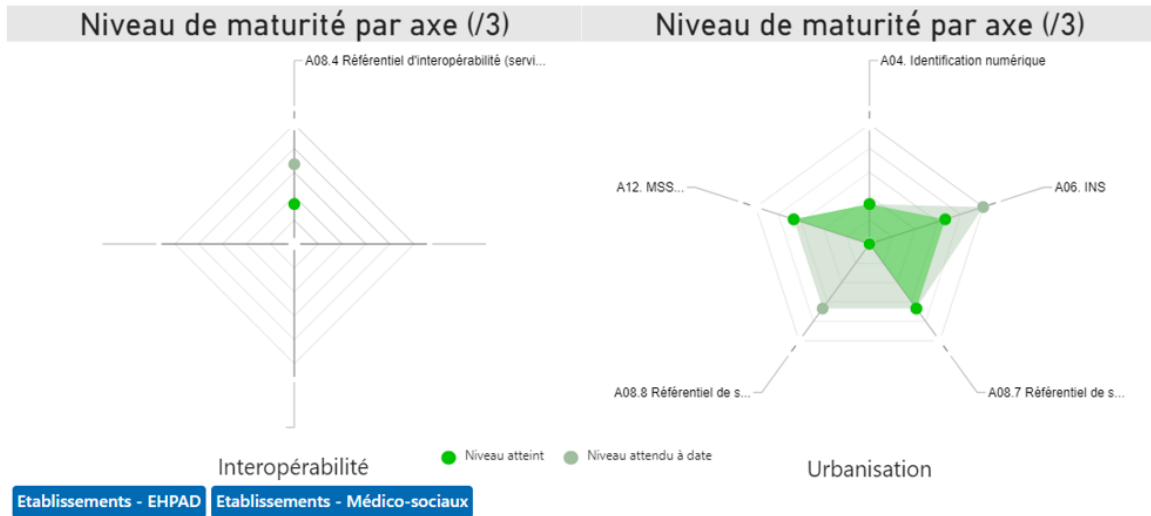 Niveau de maturité par axe (/3)
Niveau de maturité par axe (/3)
A08.4 Référentiel d'interopérabilité (servi...
A04. Identification numérique
A12. MSS...
A06. INS
A08.8 Référentiel de s...
A08.7 Référentiel de s...
Interopérabilité
Niveau atteint
Niveau attendu à date
Urbanisation
Etablissements - EHPAD
Etablissements - Médico-sociaux